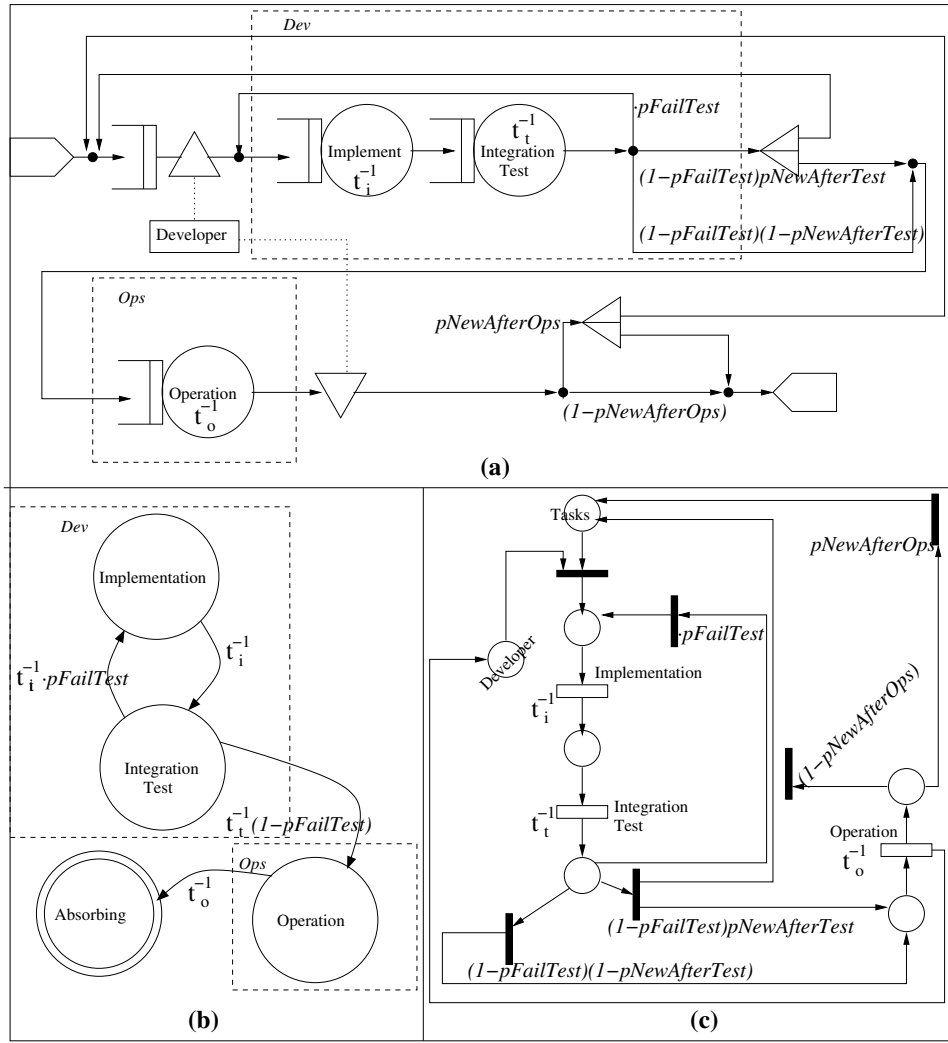 Dev
·pFailTest
t_t^{-1}
Implement
Integration
Test
t_i^{-1}
(1−pFailTest)pNewAfterTest
(1−pFailTest)(1−pNewAfterTest)
Developer
Ops
pNewAfterOps
Operation
t_o^{-1}
(1−pNewAfterOps)
(a)
Dev
Implementation
t_i^{-1}
t_i^{-1}·pFailTest
Integration
Test
t_t^{-1}(1−pFailTest)
Ops
t_o^{-1}
Absorbing
Operation
(b)
Tasks
pNewAfterOps
·pFailTest
Developer
Implementation
t_i^{-1}
(1−pNewAfterOps)
Integration
Test
t_t^{-1}
Operation
t_o^{-1}
(1−pFailTest)pNewAfterTest
(1−pFailTest)(1−pNewAfterTest)
(c)